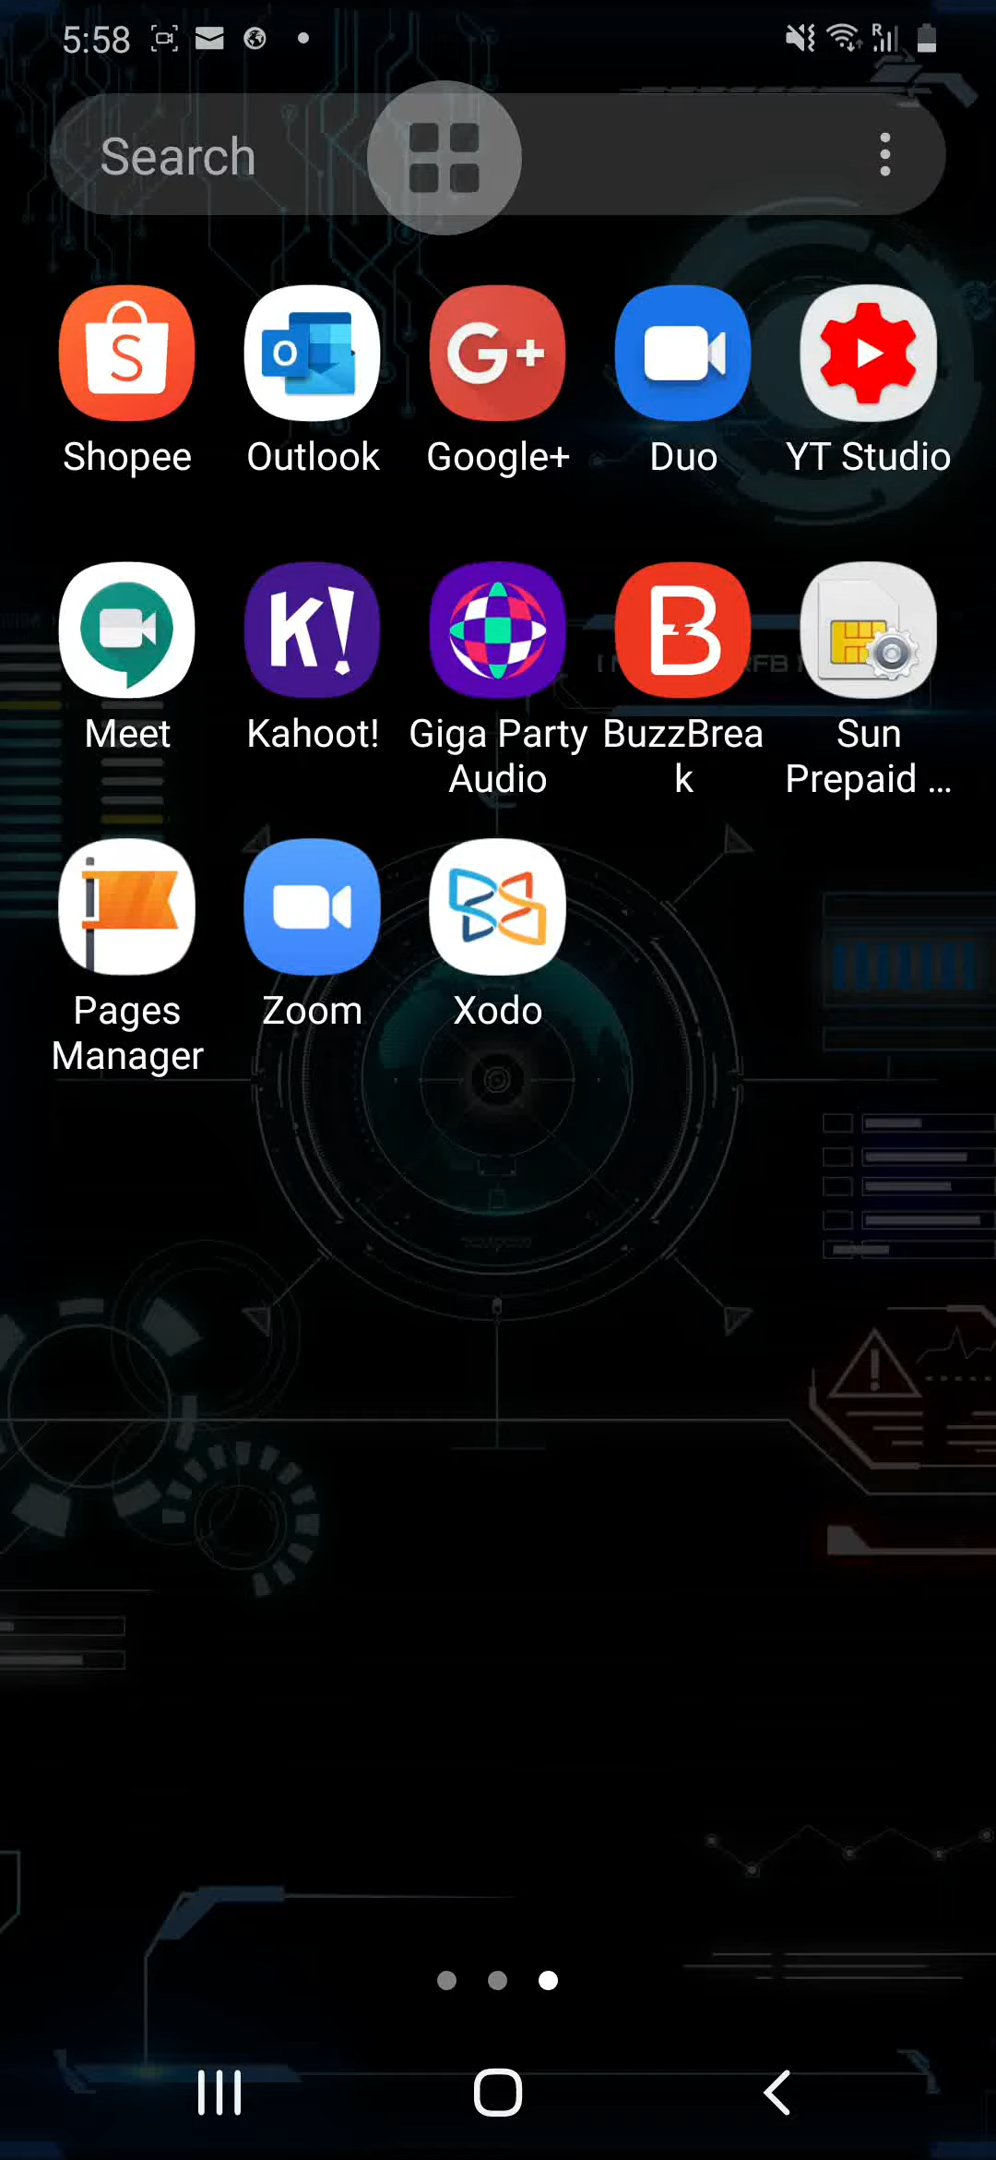 5:58
R
Search
Shopee
Outlook
Google+
Duo
YT Studio
Meet
Kahoot!
Giga Party
Audio
BuzzBrea
k
Sun
Prepaid ...
Pages
Manager
Zoom
Xodo